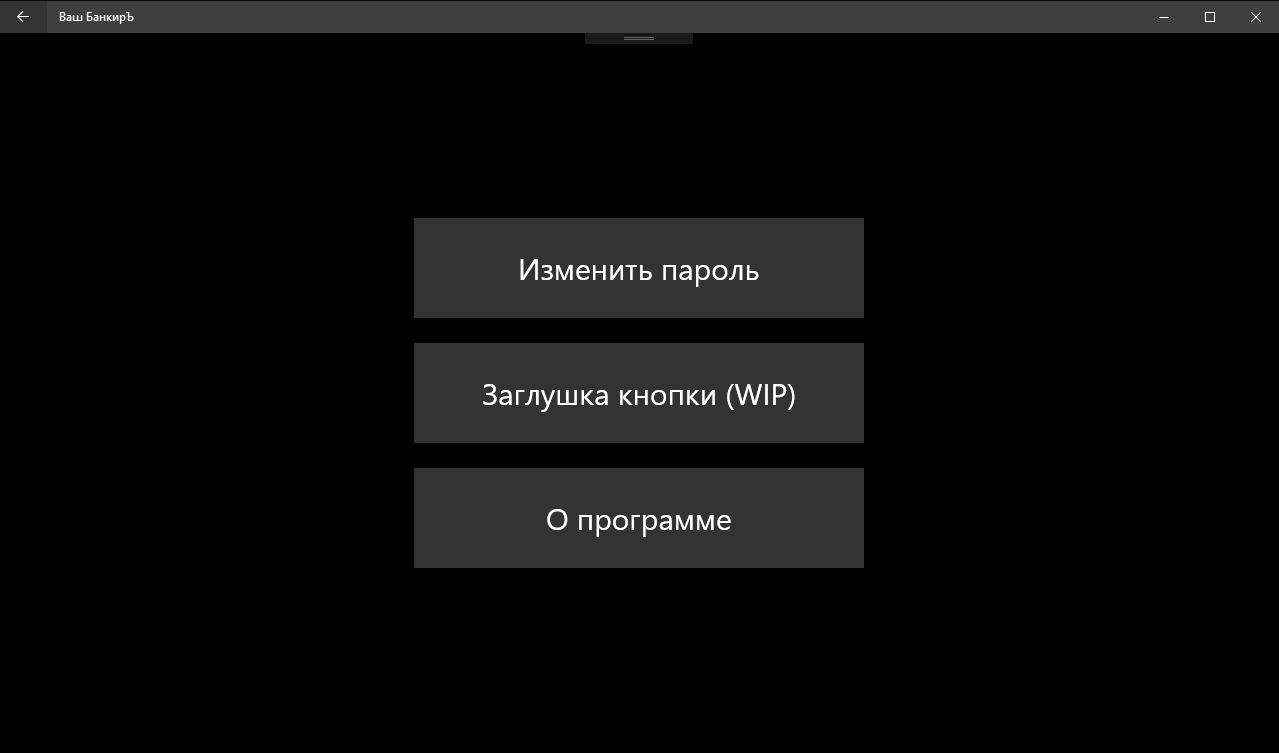 Ваш БанкирЪ
Изменить пароль
Заглушка кнопки (WIP)
О программе